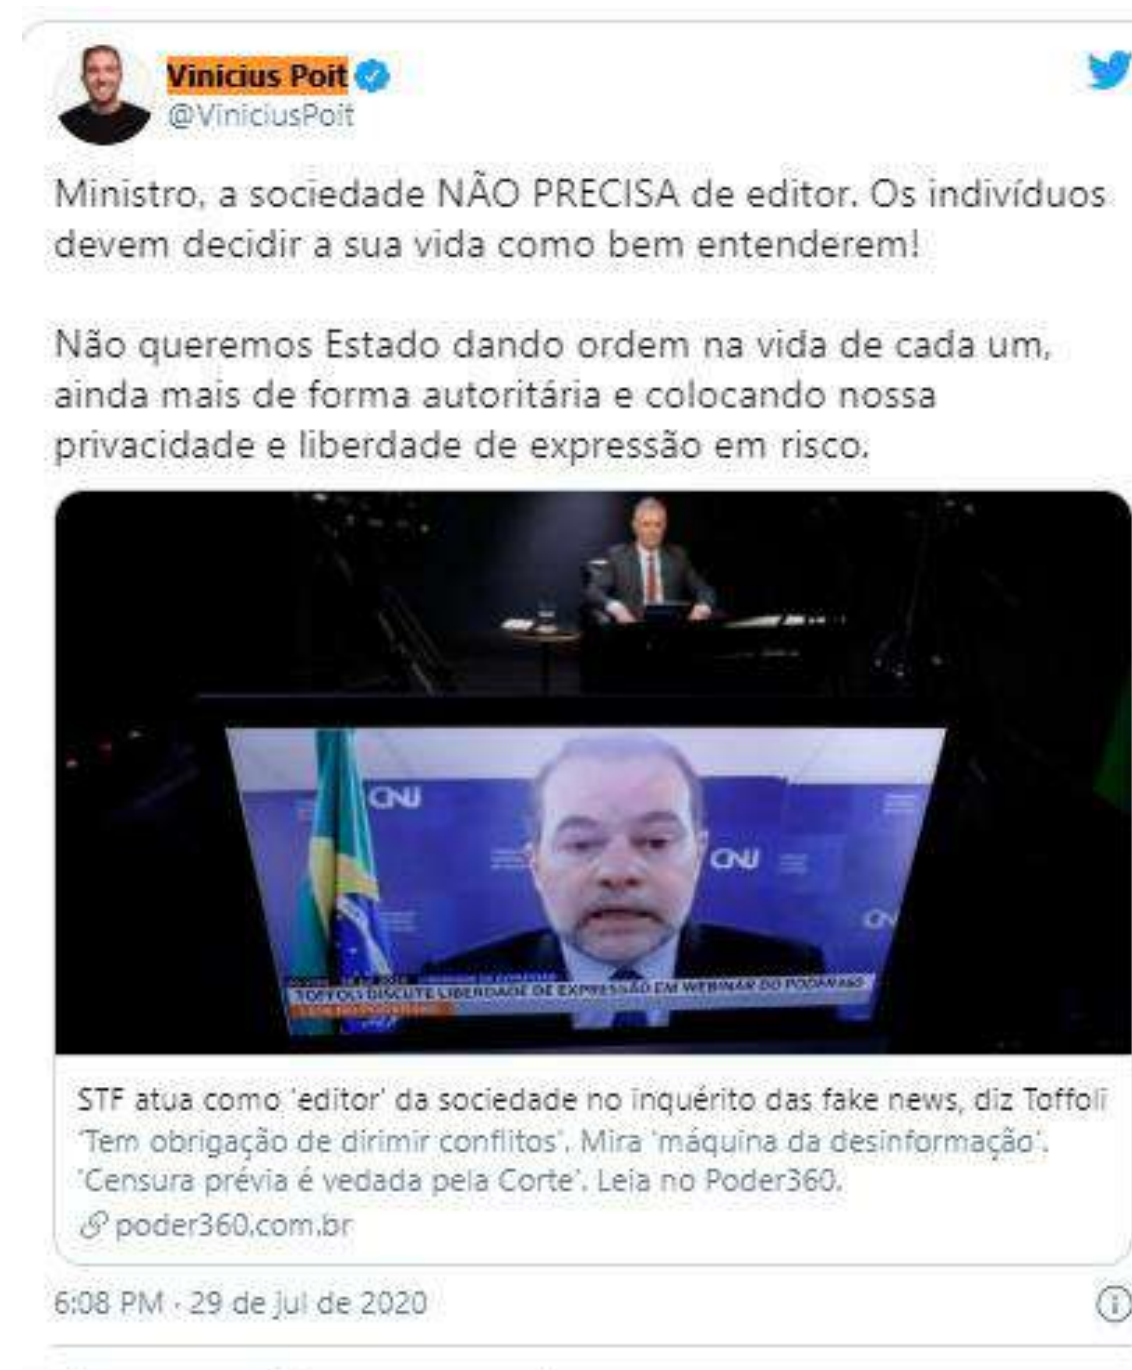 Vinicius Poit
@ViniciusPoit
Ministro, a sociedade NÃO PRECISA de editor. Os indivíduos
devem decidir a sua vida como bem entenderem!
Não queremos Estado dando ordem na vida de cada um,
ainda mais de forma autoritária e colocando nossa
privacidade e liberdade de expressão em risco.
CNJ
CNJ
TOFFOLI DISCUTE LIBERDADE DE EXPRESSÃO EM WEBINAR DO PODER360
STF atua como 'editor' da sociedade no inquérito das fake news, diz Toffoli
'Tem obrigação de dirimir conflitos'. Mira 'máquina da desinformação'.
'Censura prévia é vedada pela Corte'. Leia no Poder360.
poder360.com.br
6:08 PM · 29 de jul de 2020